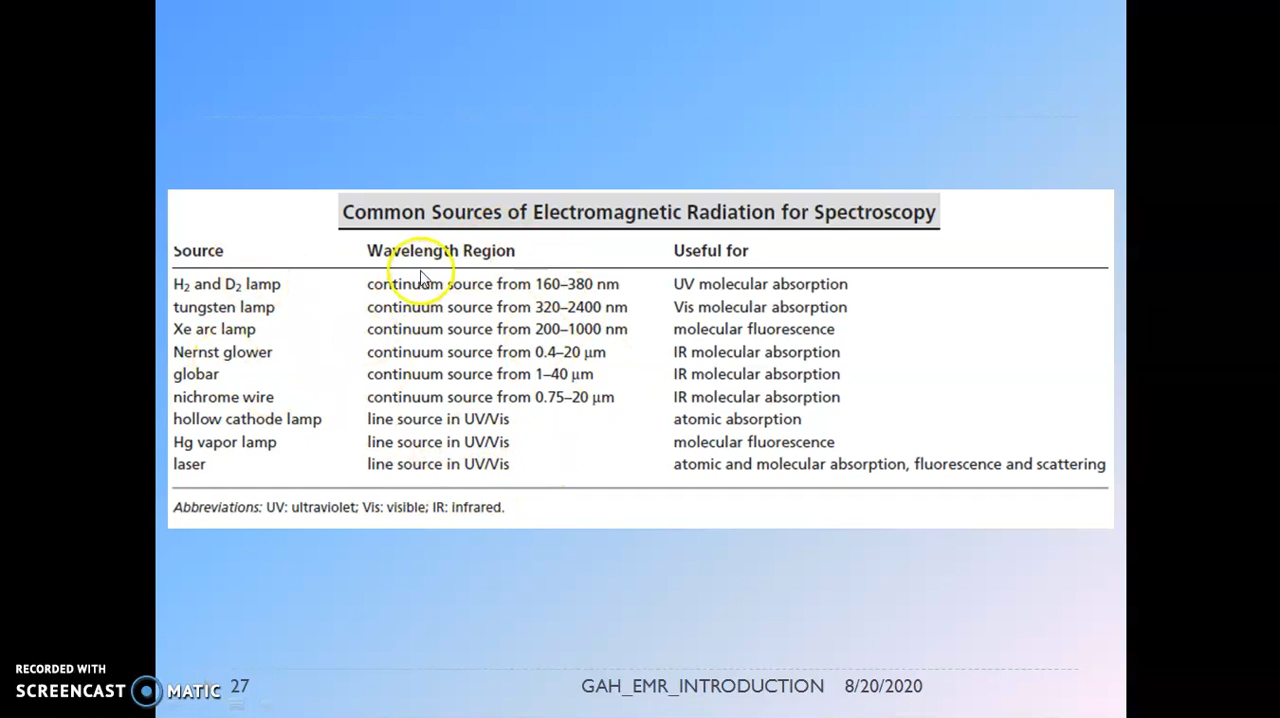 Common Sources of Electromagnetic Radiation for Spectroscopy
Source Wavelength Region Useful for
H₂ and D₂ lamp continuum source from 160–380 nm UV molecular absorption
tungsten lamp continuum source from 320–2400 nm Vis molecular absorption
Xe arc lamp continuum source from 200–1000 nm molecular fluorescence
Nernst glower continuum source from 0.4–20 μm IR molecular absorption
globar continuum source from 1–40 μm IR molecular absorption
nichrome wire continuum source from 0.75–20 μm IR molecular absorption
hollow cathode lamp line source in UV/Vis atomic absorption
Hg vapor lamp line source in UV/Vis molecular fluorescence
laser line source in UV/Vis atomic and molecular absorption, fluorescence and scattering
Abbreviations: UV: ultraviolet; Vis: visible; IR: infrared.
RECORDED WITH
SCREENCAST MATIC
27 GAH_EMR_INTRODUCTION 8/20/2020